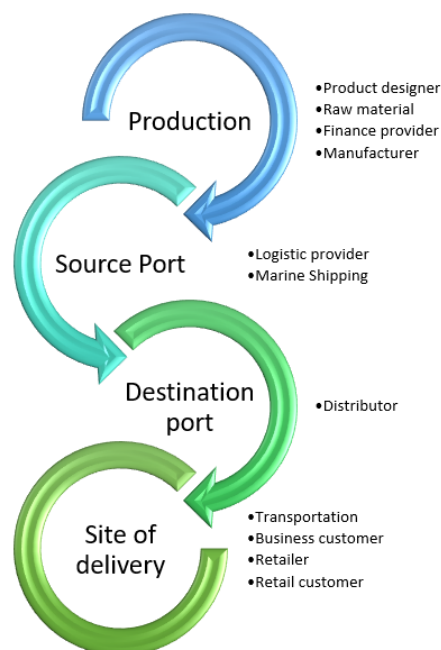 Production
•Product designer
•Raw material
•Finance provider
•Manufacturer
Source Port
•Logistic provider
•Marine Shipping
Destination
port
•Distributor
Site of
delivery
•Transportation
•Business customer
•Retailer
•Retail customer